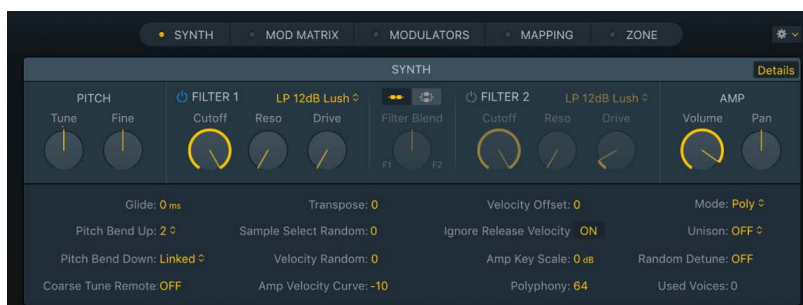 SYNTH MOD MATRIX MODULATORS MAPPING ZONE
SYNTH Details
PITCH FILTER 1 LP 12dB Lush FILTER 2 LP 12dB Lush AMP
Tune Fine Cutoff Reso Drive Filter Blend Cutoff Reso Drive Volume Pan
F1 F2
Glide: 0 ms Transpose: 0 Velocity Offset: 0 Mode: Poly
Pitch Bend Up: 2 Sample Select Random: 0 Ignore Release Velocity ON Unison: OFF
Pitch Bend Down: Linked Velocity Random: 0 Amp Key Scale: 0 dB Random Detune: OFF
Coarse Tune Remote: OFF Amp Velocity Curve: -10 Polyphony: 64 Used Voices: 0